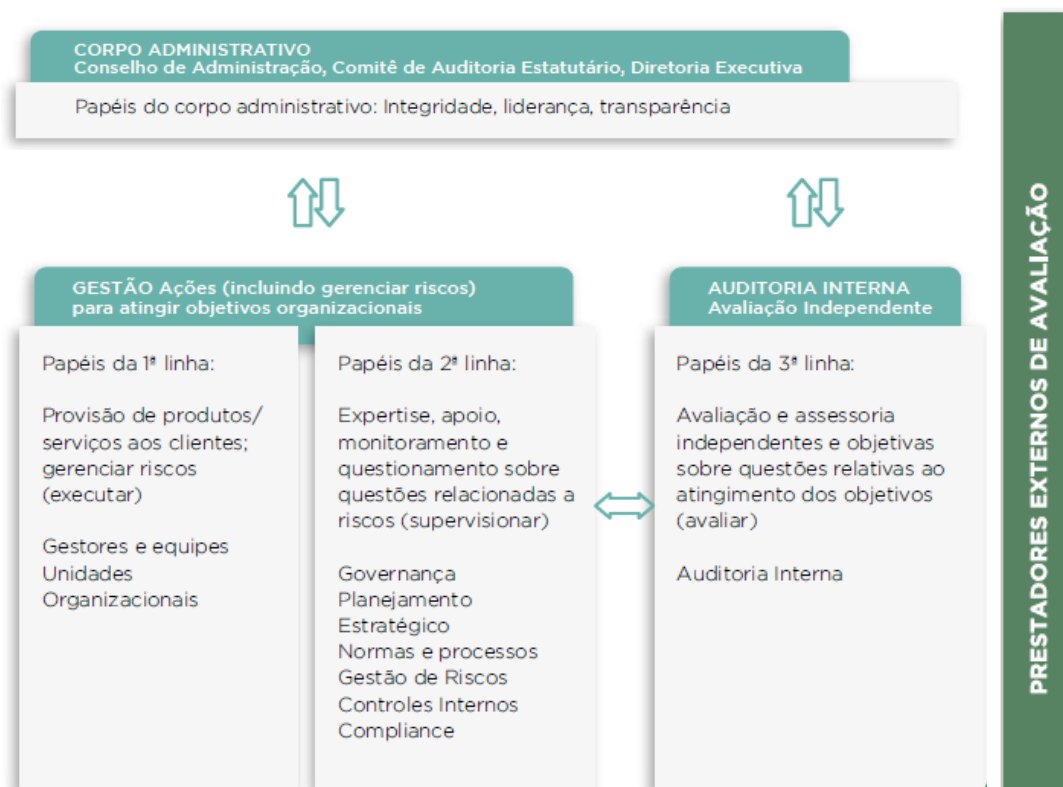 CORPO ADMINISTRATIVO
Conselho de Administração, Comitê de Auditoria Estatutário, Diretoria Executiva
Papéis do corpo administrativo: Integridade, liderança, transparência
GESTÃO Ações (incluindo gerenciar riscos)
para atingir objetivos organizacionais
Papéis da 1ª linha:
Provisão de produtos/
serviços aos clientes;
gerenciar riscos
(executar)
Gestores e equipes
Unidades
Organizacionais
Papéis da 2ª linha:
Expertise, apoio,
monitoramento e
questionamento sobre
questões relacionadas a
riscos (supervisionar)
Governança
Planejamento
Estratégico
Normas e processos
Gestão de Riscos
Controles Internos
Compliance
AUDITORIA INTERNA
Avaliação Independente
Papéis da 3ª linha:
Avaliação e assessoria
independentes e objetivas
sobre questões relativas ao
atingimento dos objetivos
(avaliar)
Auditoria Interna
PRESTADORES EXTERNOS DE AVALIAÇÃO